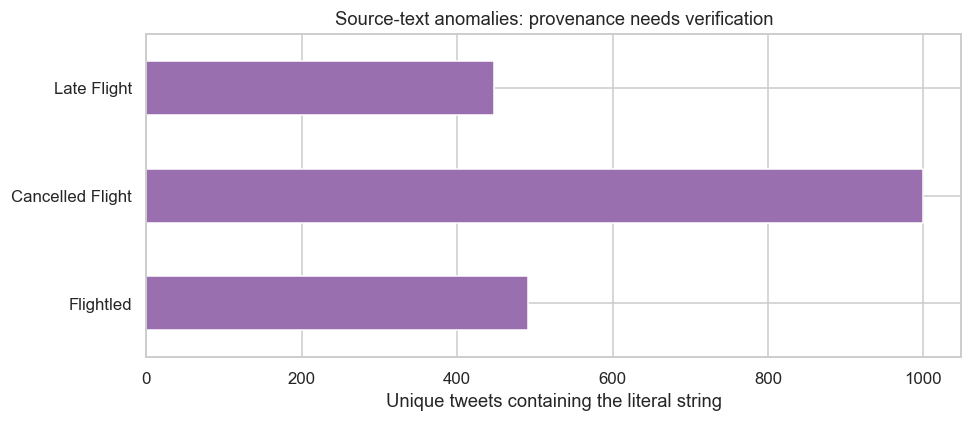 Source-text anomalies: provenance needs verification
Late Flight
Cancelled Flight
Flightled
0 200 400 600 800 1000
Unique tweets containing the literal string